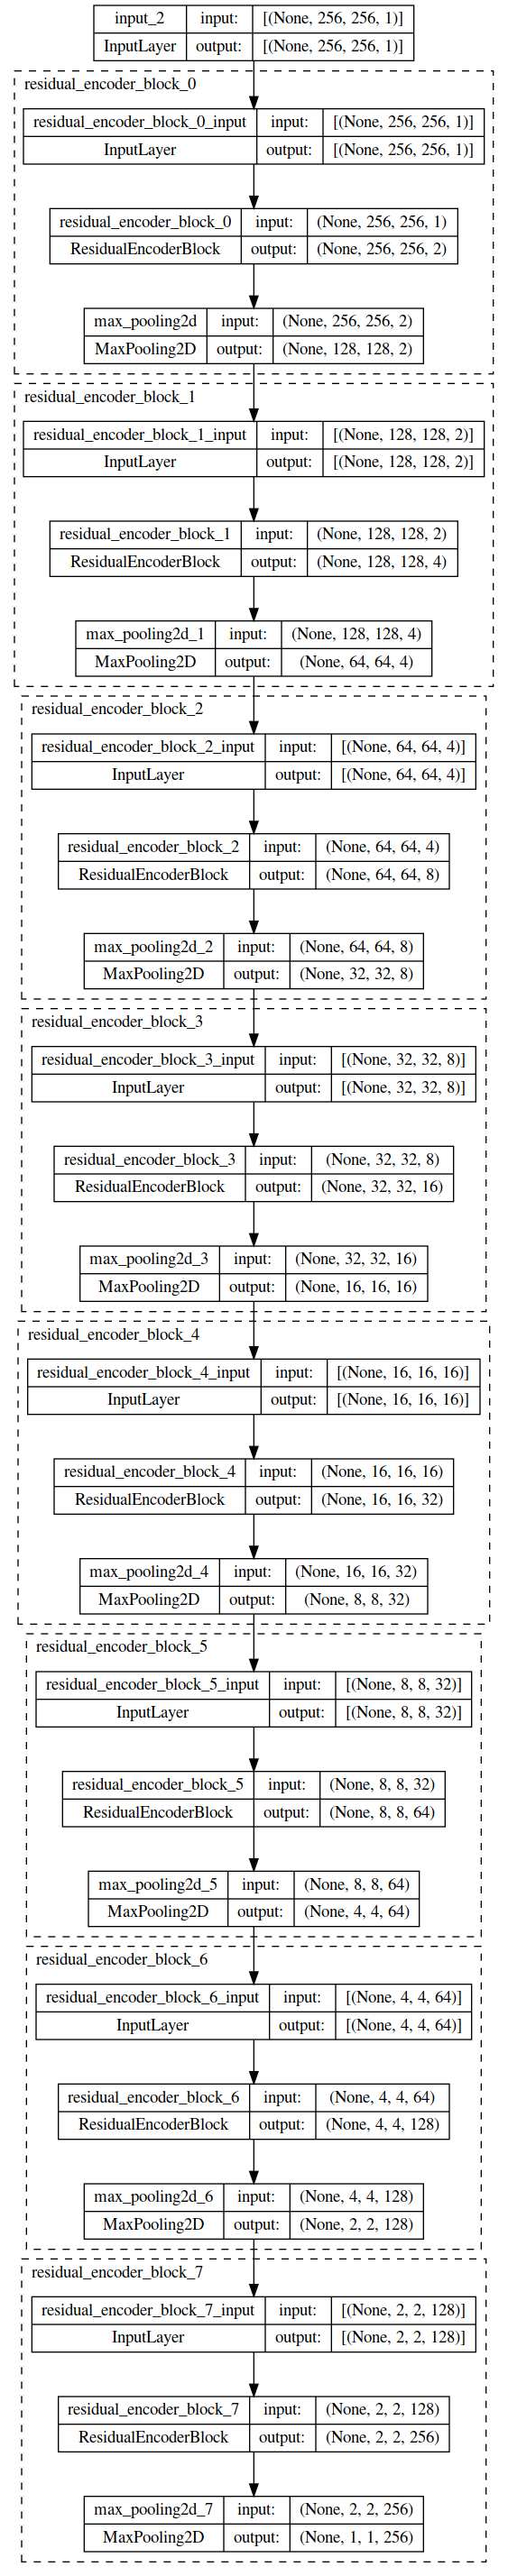 input_2 input: [(None, 256, 256, 1)]
InputLayer output: [(None, 256, 256, 1)]
residual_encoder_block_0
residual_encoder_block_0_input input: [(None, 256, 256, 1)]
InputLayer output: [(None, 256, 256, 1)]
residual_encoder_block_0 input: (None, 256, 256, 1)
ResidualEncoderBlock output: (None, 256, 256, 2)
max_pooling2d input: (None, 256, 256, 2)
MaxPooling2D output: (None, 128, 128, 2)
residual_encoder_block_1
residual_encoder_block_1_input input: [(None, 128, 128, 2)]
InputLayer output: [(None, 128, 128, 2)]
residual_encoder_block_1 input: (None, 128, 128, 2)
ResidualEncoderBlock output: (None, 128, 128, 4)
max_pooling2d_1 input: (None, 128, 128, 4)
MaxPooling2D output: (None, 64, 64, 4)
residual_encoder_block_2
residual_encoder_block_2_input input: [(None, 64, 64, 4)]
InputLayer output: [(None, 64, 64, 4)]
residual_encoder_block_2 input: (None, 64, 64, 4)
ResidualEncoderBlock output: (None, 64, 64, 8)
max_pooling2d_2 input: (None, 64, 64, 8)
MaxPooling2D output: (None, 32, 32, 8)
residual_encoder_block_3
residual_encoder_block_3_input input: [(None, 32, 32, 8)]
InputLayer output: [(None, 32, 32, 8)]
residual_encoder_block_3 input: (None, 32, 32, 8)
ResidualEncoderBlock output: (None, 32, 32, 16)
max_pooling2d_3 input: (None, 32, 32, 16)
MaxPooling2D output: (None, 16, 16, 16)
residual_encoder_block_4
residual_encoder_block_4_input input: [(None, 16, 16, 16)]
InputLayer output: [(None, 16, 16, 16)]
residual_encoder_block_4 input: (None, 16, 16, 16)
ResidualEncoderBlock output: (None, 16, 16, 32)
max_pooling2d_4 input: (None, 16, 16, 32)
MaxPooling2D output: (None, 8, 8, 32)
residual_encoder_block_5
residual_encoder_block_5_input input: [(None, 8, 8, 32)]
InputLayer output: [(None, 8, 8, 32)]
residual_encoder_block_5 input: (None, 8, 8, 32)
ResidualEncoderBlock output: (None, 8, 8, 64)
max_pooling2d_5 input: (None, 8, 8, 64)
MaxPooling2D output: (None, 4, 4, 64)
residual_encoder_block_6
residual_encoder_block_6_input input: [(None, 4, 4, 64)]
InputLayer output: [(None, 4, 4, 64)]
residual_encoder_block_6 input: (None, 4, 4, 64)
ResidualEncoderBlock output: (None, 4, 4, 128)
max_pooling2d_6 input: (None, 4, 4, 128)
MaxPooling2D output: (None, 2, 2, 128)
residual_encoder_block_7
residual_encoder_block_7_input input: [(None, 2, 2, 128)]
InputLayer output: [(None, 2, 2, 128)]
residual_encoder_block_7 input: (None, 2, 2, 128)
ResidualEncoderBlock output: (None, 2, 2, 256)
max_pooling2d_7 input: (None, 2, 2, 256)
MaxPooling2D output: (None, 1, 1, 256)